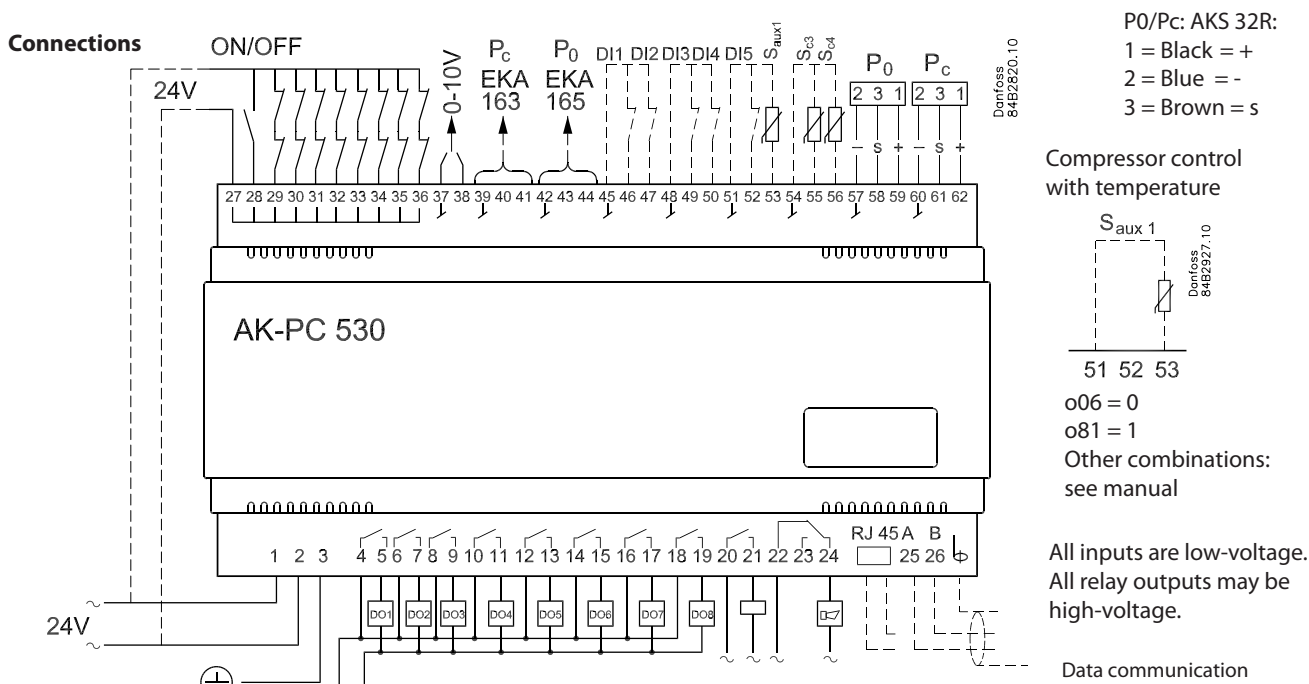 Connections
ON/OFF
24V
0-10V
Pc
EKA
163
P0
EKA
165
DI1 DI2 DI3 DI4 DI5
Saux1
Sc3
Sc4
P0
2 3 1
– s +
Pc
2 3 1
– s +
Danfoss
84B2820.10
27 28 29 30 31 32 33 34 35 36 37 38 39 40 41 42 43 44 45 46 47 48 49 50 51 52 53 54 55 56 57 58 59 60 61 62
AK-PC 530
RJ 45 A B
1 2 3 4 5 6 7 8 9 10 11 12 13 14 15 16 17 18 19 20 21 22 23 24 25 26
DO1 DO2 DO3 DO4 DO5 DO6 DO7 DO8
~
24V
~
~ ~ ~ ~
P0/Pc: AKS 32R:
1 = Black = +
2 = Blue = -
3 = Brown = s
Compressor control
with temperature
Saux 1
Danfoss
84B2927.10
51 52 53
o06 = 0
o81 = 1
Other combinations:
see manual
All inputs are low-voltage.
All relay outputs may be
high-voltage.
Data communication